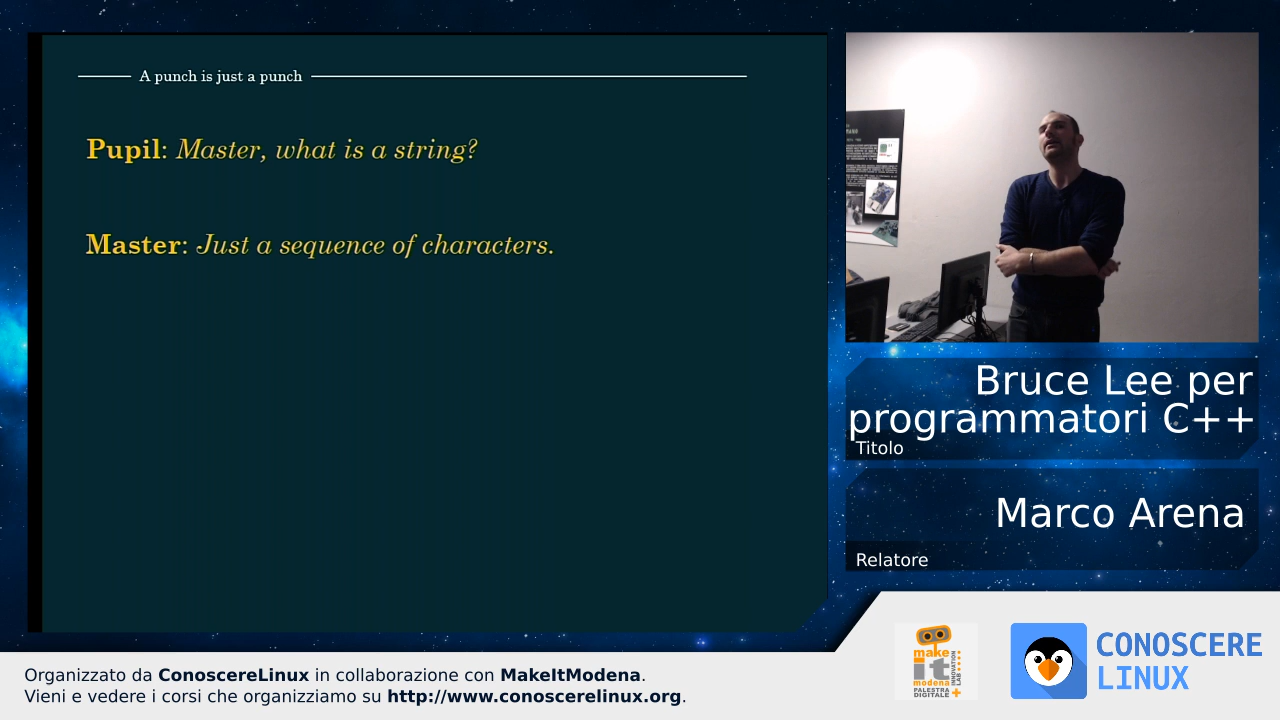 A punch is just a punch
Pupil: Master, what is a string?
Master: Just a sequence of characters.
Bruce Lee per
programmatori C++
Titolo
Marco Arena
Relatore
make
it
modena
PALESTRA
DIGITALE
INNOVATION
LAB
CONOSCERE
LINUX
Organizzato da ConoscereLinux in collaborazione con MakeItModena.
Vieni e vedere i corsi che organizziamo su http://www.conoscerelinux.org.